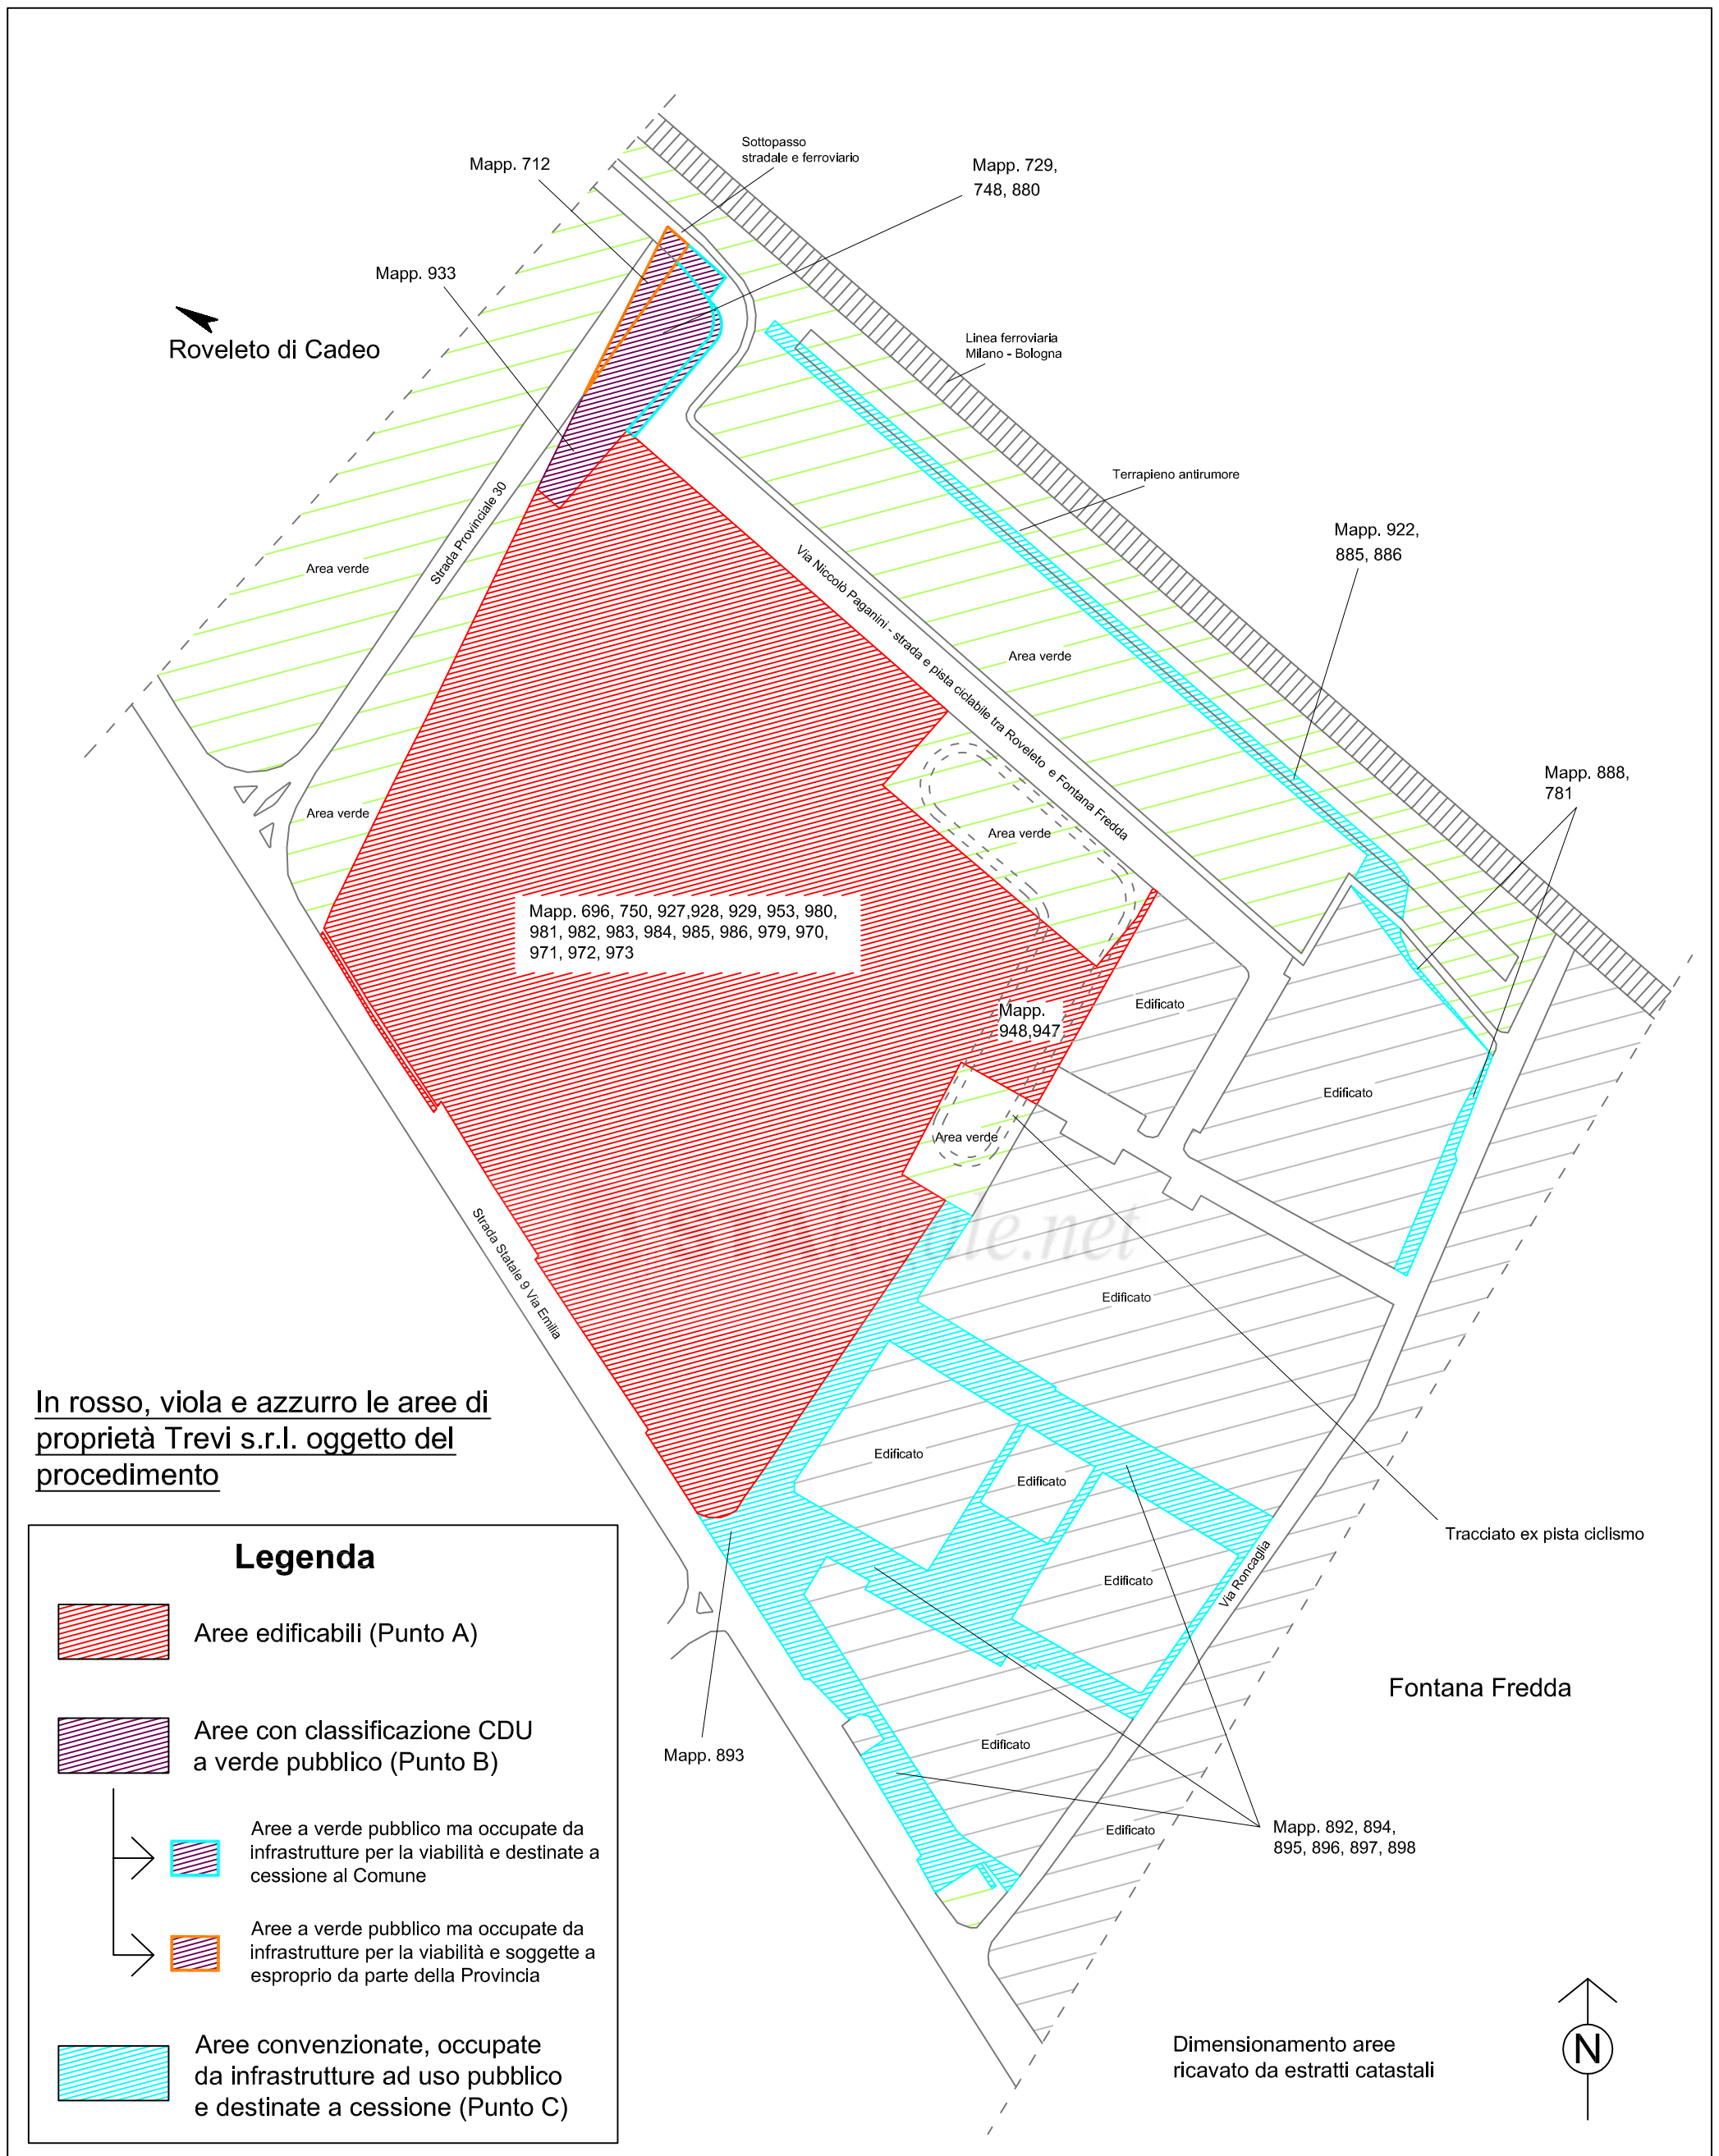 Sottopasso
stradale e ferroviario
Mapp. 712
Mapp. 729,
748, 880
Mapp. 933
Roveleto di Cadeo
Linea ferroviaria
Milano - Bologna
Terrapieno antirumore
Mapp. 922,
885, 886
Strada Provinciale 30
Area verde
Via Niccolò Paganini - strada e pista ciclabile tra Roveleto e Fontana Fredda
Area verde
Mapp. 888,
781
Area verde
Area verde
Mapp. 696, 750, 927,928, 929, 953, 980,
981, 982, 983, 984, 985, 986, 979, 970,
971, 972, 973
Mapp.
948,947
Edificato
Edificato
Area verde
Strada Statale 9 Via Emilia
Edificato
In rosso, viola e azzurro le aree di
proprietà Trevi s.r.l. oggetto del
procedimento
Edificato
Edificato
Tracciato ex pista ciclismo
Edificato
Via Roncaglia
Fontana Fredda
Edificato
Mapp. 893
Mapp. 892, 894,
895, 896, 897, 898
Edificato
Legenda
Aree edificabili (Punto A)
Aree con classificazione CDU
a verde pubblico (Punto B)
Aree a verde pubblico ma occupate da
infrastrutture per la viabilità e destinate a
cessione al Comune
Aree a verde pubblico ma occupate da
infrastrutture per la viabilità e soggette a
esproprio da parte della Provincia
Aree convenzionate, occupate
da infrastrutture ad uso pubblico
e destinate a cessione (Punto C)
Dimensionamento aree
ricavato da estratti catastali
N